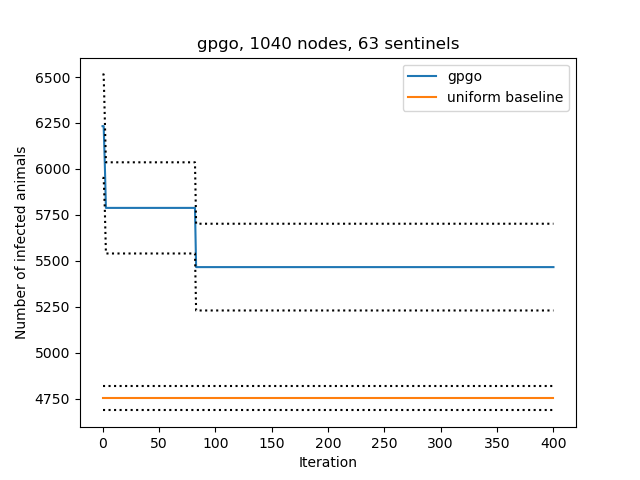 gpgo, 1040 nodes, 63 sentinels
gpgo
uniform baseline
Number of infected animals
6500
6250
6000
5750
5500
5250
5000
4750
0 50 100 150 200 250 300 350 400
Iteration